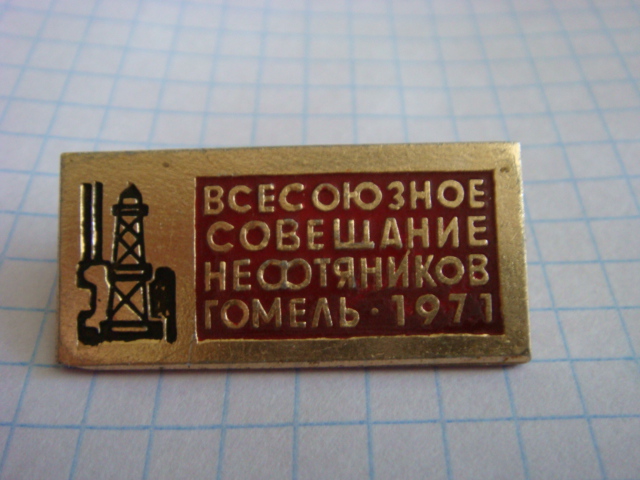 ВСЕСОЮЗНОЕ
СОВЕЩАНИЕ
НЕФТЯНИКОВ
ГОМЕЛЬ · 1971